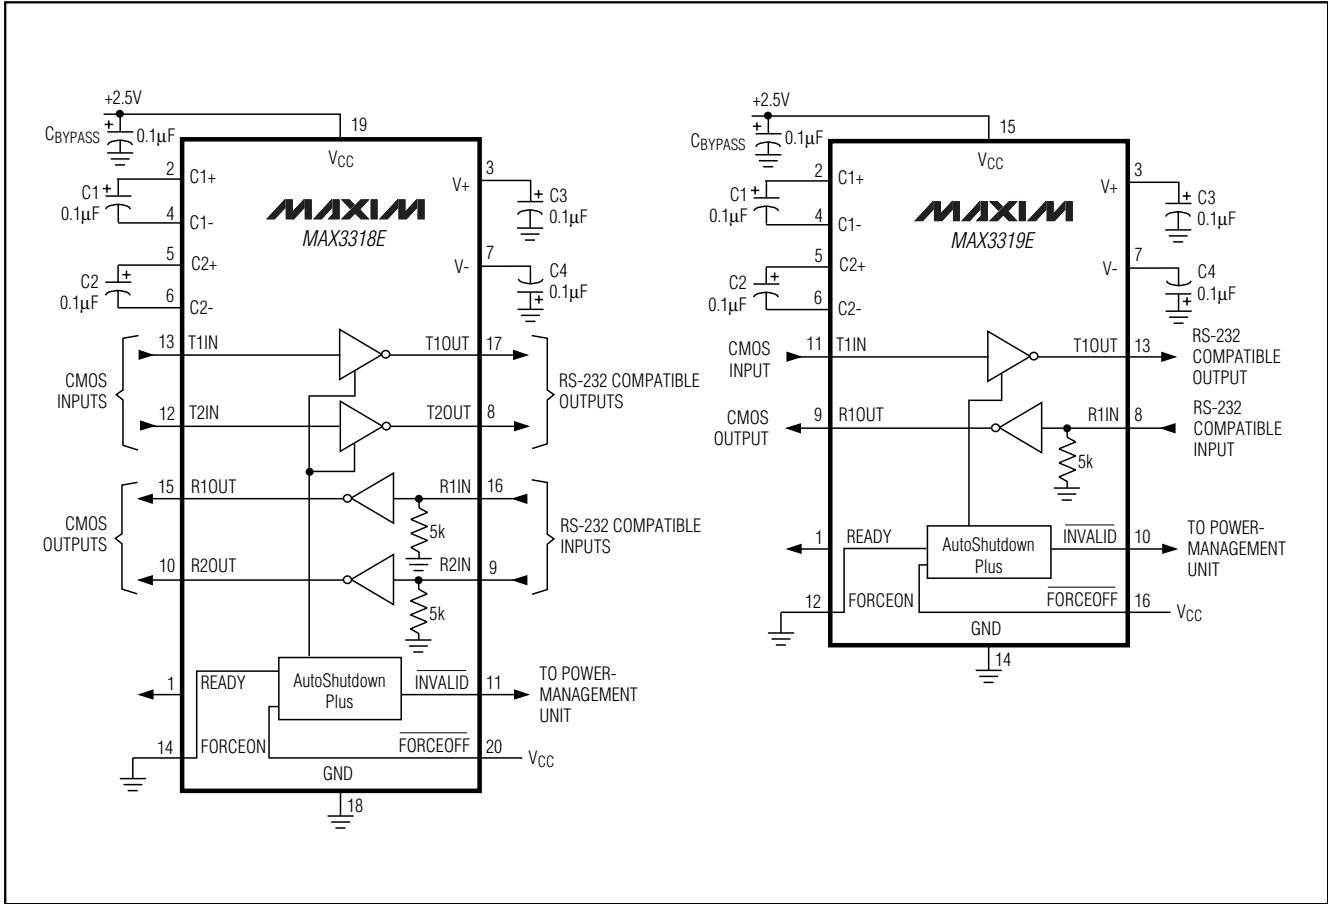 +2.5V
CBYPASS
+
0.1µF
19
VCC
2
C1+
C1
+
0.1µF
4
C1-
5
C2+
C2
+
0.1µF
6
C2-
MAXIM
MAX3318E
3
V+
+
C3
0.1µF
7
V-
C4
0.1µF
+
CMOS
INPUTS
13
T1IN
T1OUT
17
12
T2IN
T2OUT
8
RS-232 COMPATIBLE
OUTPUTS
CMOS
OUTPUTS
15
R1OUT
R1IN
16
5k
10
R2OUT
R2IN
9
5k
RS-232 COMPATIBLE
INPUTS
1
READY
AutoShutdown
Plus
INVALID
11
TO POWER-
MANAGEMENT
UNIT
14
FORCEON
FORCEOFF
20
VCC
GND
18
+2.5V
CBYPASS
+
0.1µF
15
VCC
2
C1+
C1
+
0.1µF
4
C1-
5
C2+
C2
+
0.1µF
6
C2-
MAXIM
MAX3319E
3
V+
+
C3
0.1µF
7
V-
C4
0.1µF
+
CMOS
INPUT
11
T1IN
T1OUT
13
RS-232
COMPATIBLE
OUTPUT
CMOS
OUTPUT
9
R1OUT
R1IN
8
RS-232
COMPATIBLE
INPUT
5k
1
READY
AutoShutdown
Plus
INVALID
10
TO POWER-
MANAGEMENT
UNIT
12
FORCEON
FORCEOFF
16
VCC
GND
14